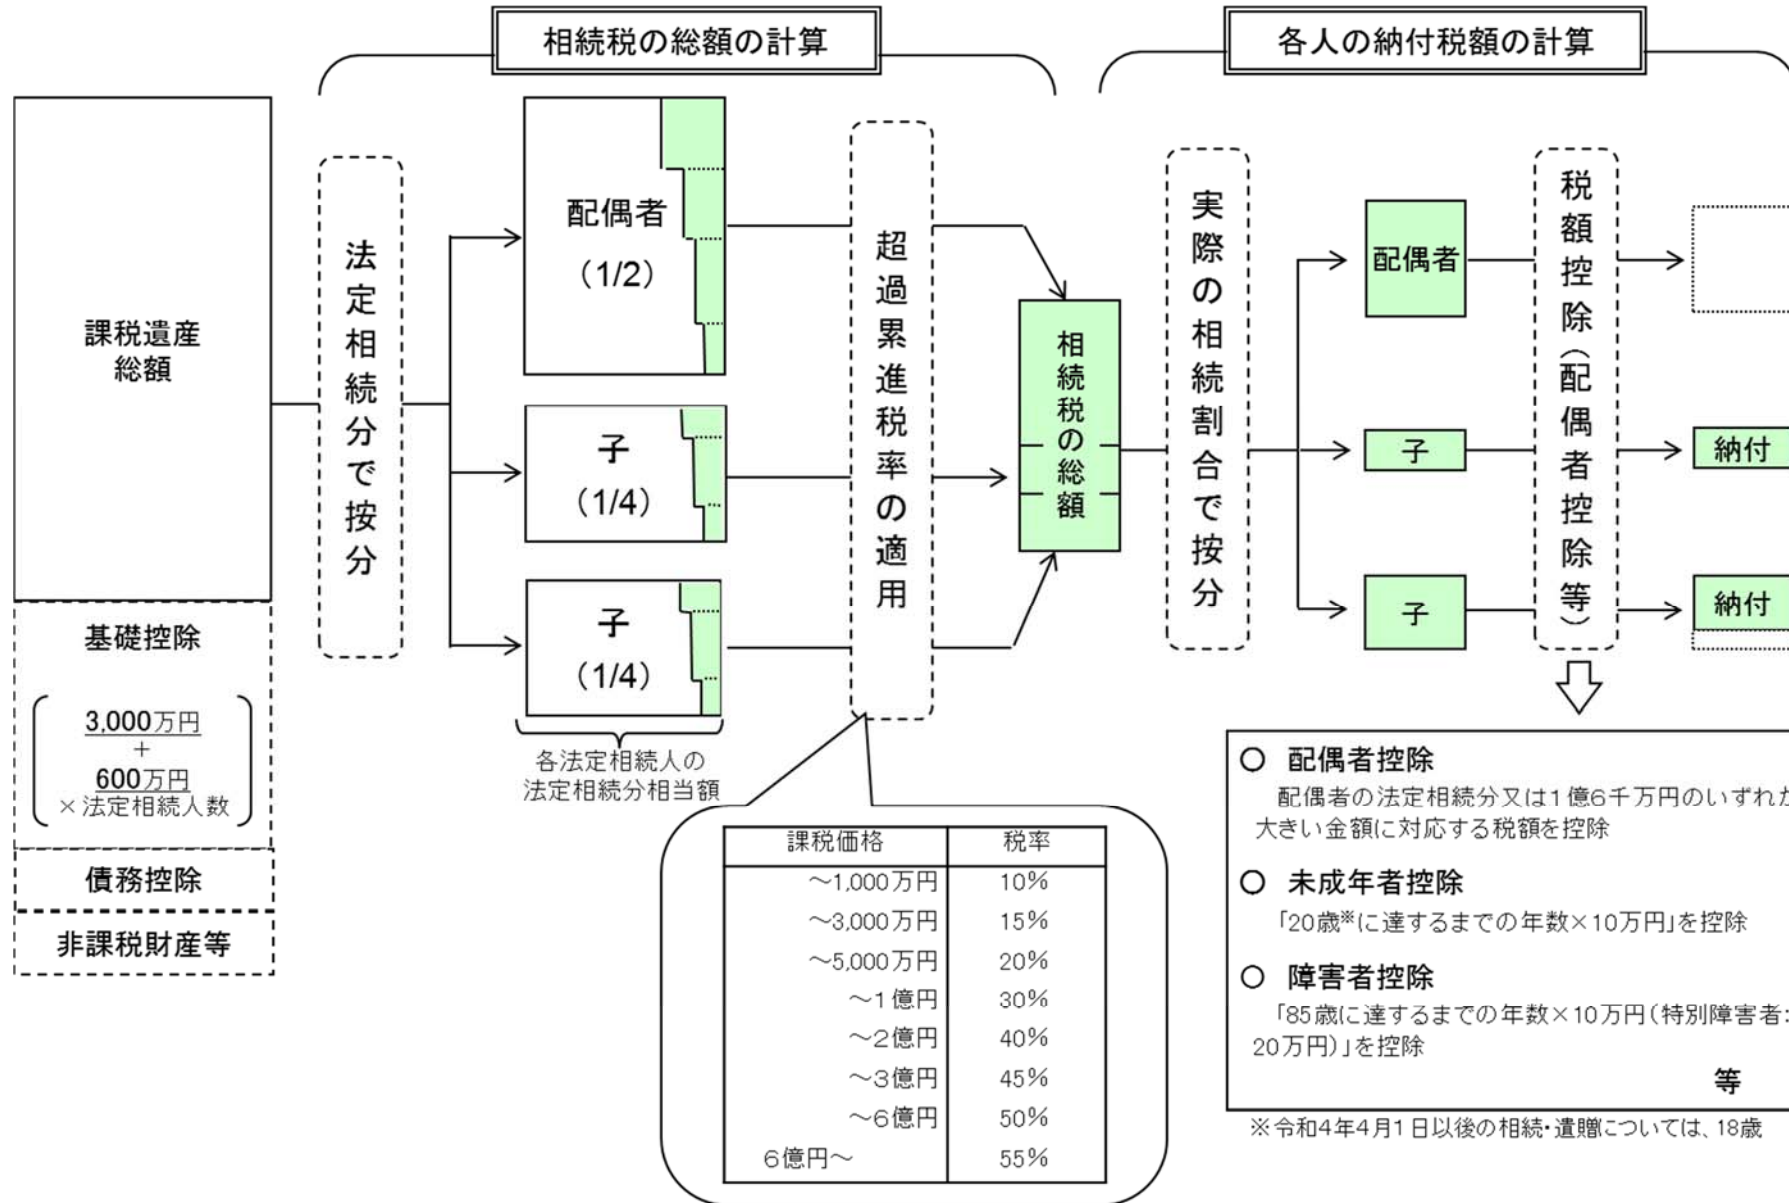 相続税の総額の計算
各人の納付税額の計算
課税遺産
総額
基礎控除
3,000万円
+
600万円
×法定相続人数
債務控除
非課税財産等
法定相続分で按分
配偶者
(1/2)
子
(1/4)
子
(1/4)
各法定相続人の
法定相続分相当額
超過累進税率の適用
課税価格 税率
～1,000万円 10%
～3,000万円 15%
～5,000万円 20%
～1億円 30%
～2億円 40%
～3億円 45%
～6億円 50%
6億円～ 55%
相続税の総額
実際の相続割合で按分
配偶者
子
子
税額控除(配偶者控除等)
納付
納付
○ 配偶者控除
配偶者の法定相続分又は1億6千万円のいずれか
大きい金額に対応する税額を控除
○ 未成年者控除
「20歳※に達するまでの年数×10万円」を控除
○ 障害者控除
「85歳に達するまでの年数×10万円(特別障害者:
20万円)」を控除
等
※令和4年4月1日以後の相続・遺贈については、18歳